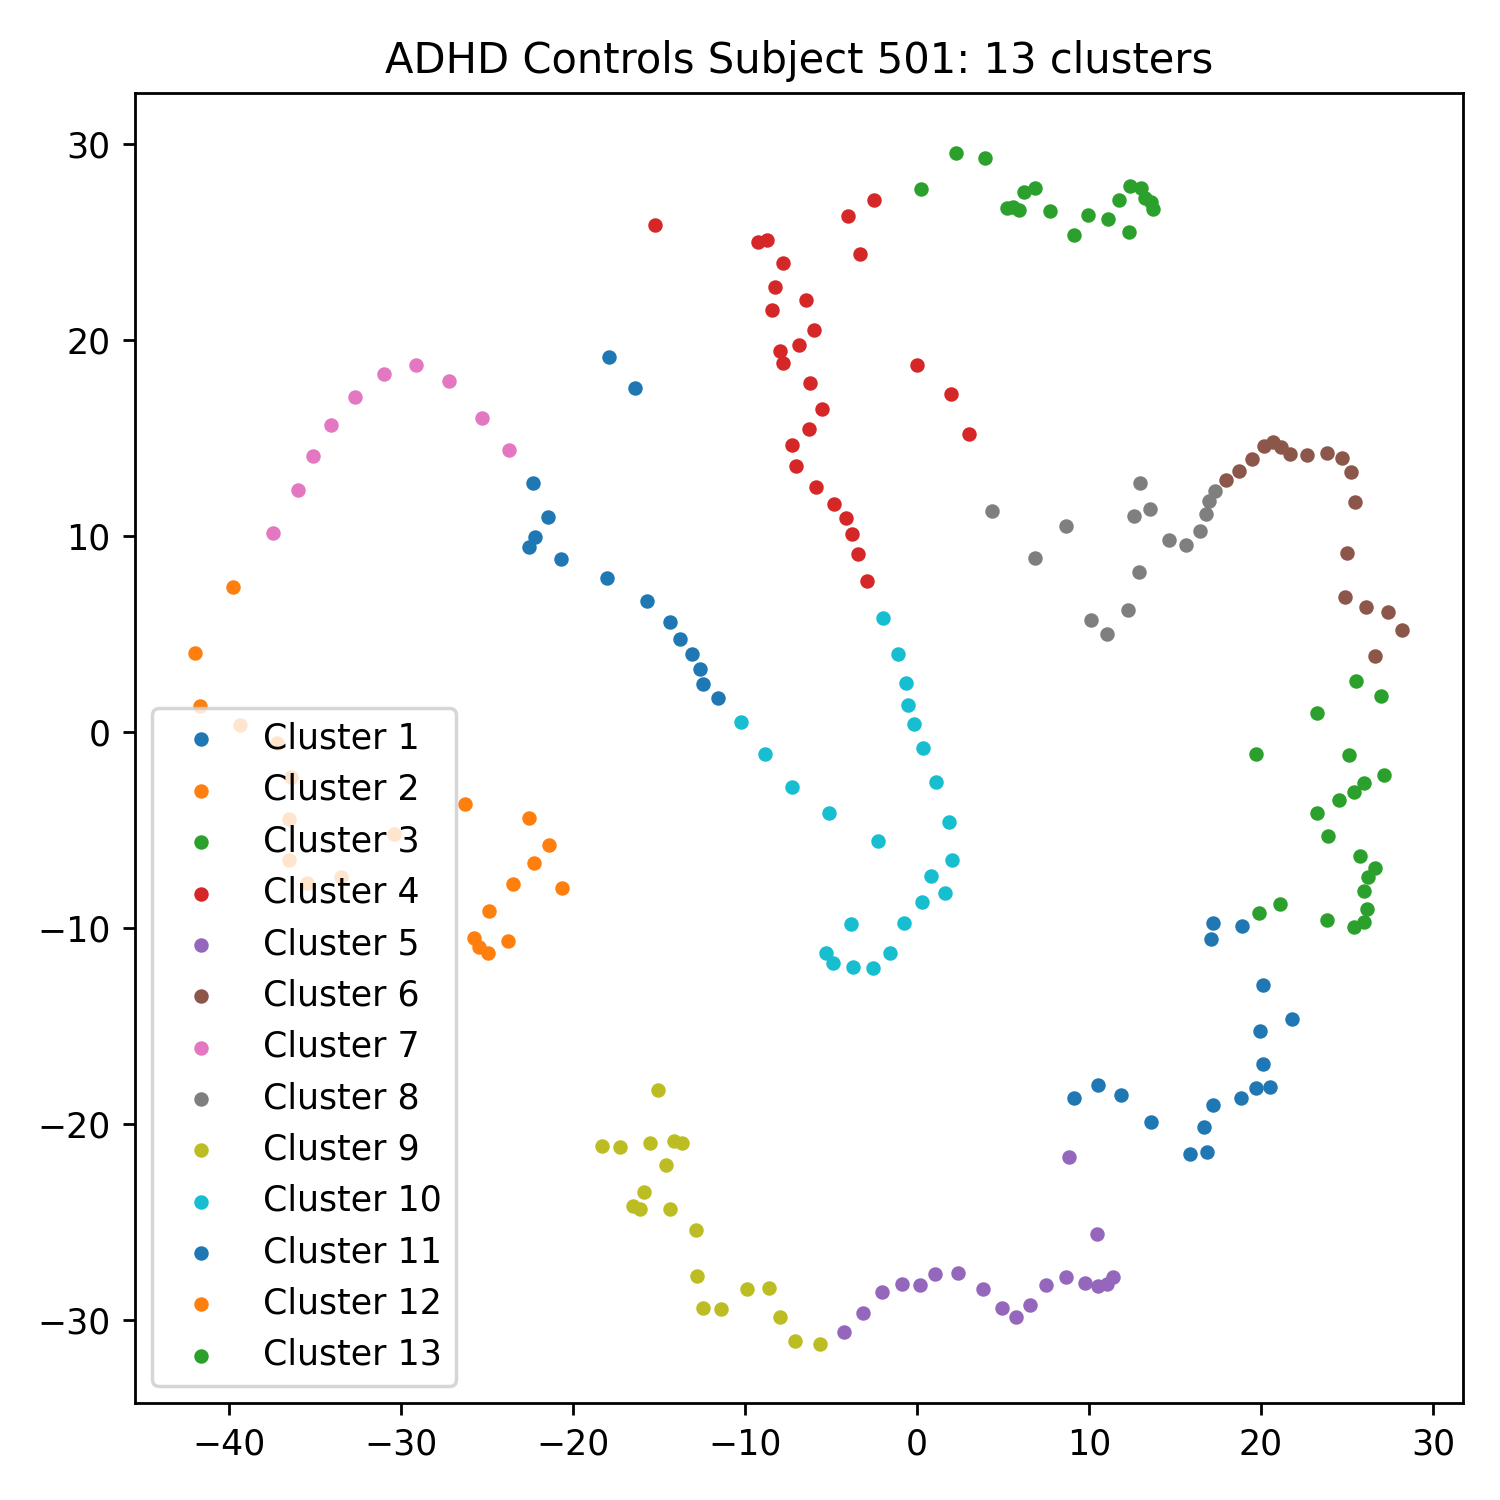 ADHD Controls Subject 501: 13 clusters
30
20
10
0
−10
−20
−30
Cluster 1
Cluster 2
Cluster 3
Cluster 4
Cluster 5
Cluster 6
Cluster 7
Cluster 8
Cluster 9
Cluster 10
Cluster 11
Cluster 12
Cluster 13
−40 −30 −20 −10 0 10 20 30